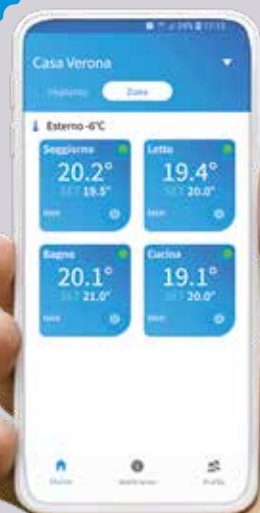 Casa Verona
Impianto Zone
Esterno -6°C
Soggiorno Letto
20.2° 19.4°
SET 19.5° SET 20.0°
Bagno Cucina
20.1° 19.1°
SET 21.0° SET 20.0°
Home Profilo